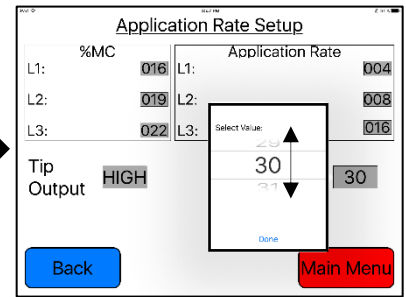 Application Rate Setup
%MC
Application Rate
L1: 016
L1: 004
L2: 019
L2: 008
L3: 022
L3: 016
Select Value:
29
30
31
Done
Tip Output HIGH
30
Back
Main Menu